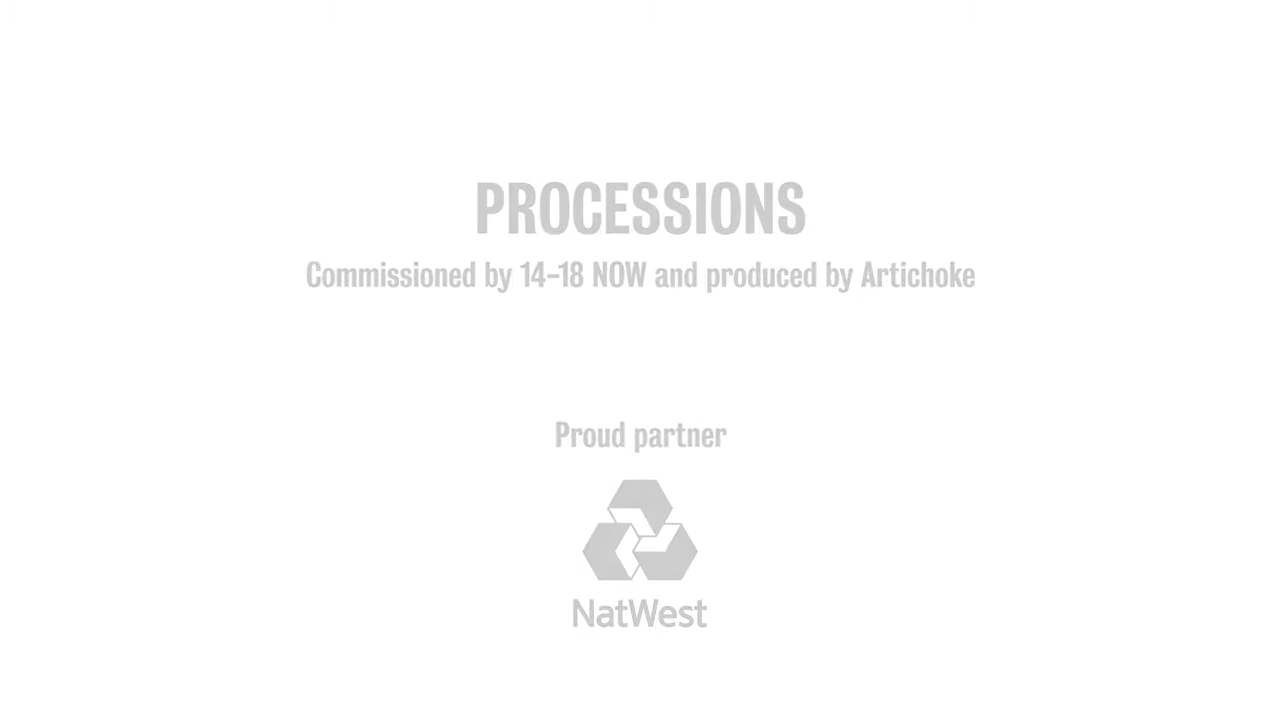 PROCESSIONS
Commissioned by 14–18 NOW and produced by Artichoke
Proud partner
NatWest